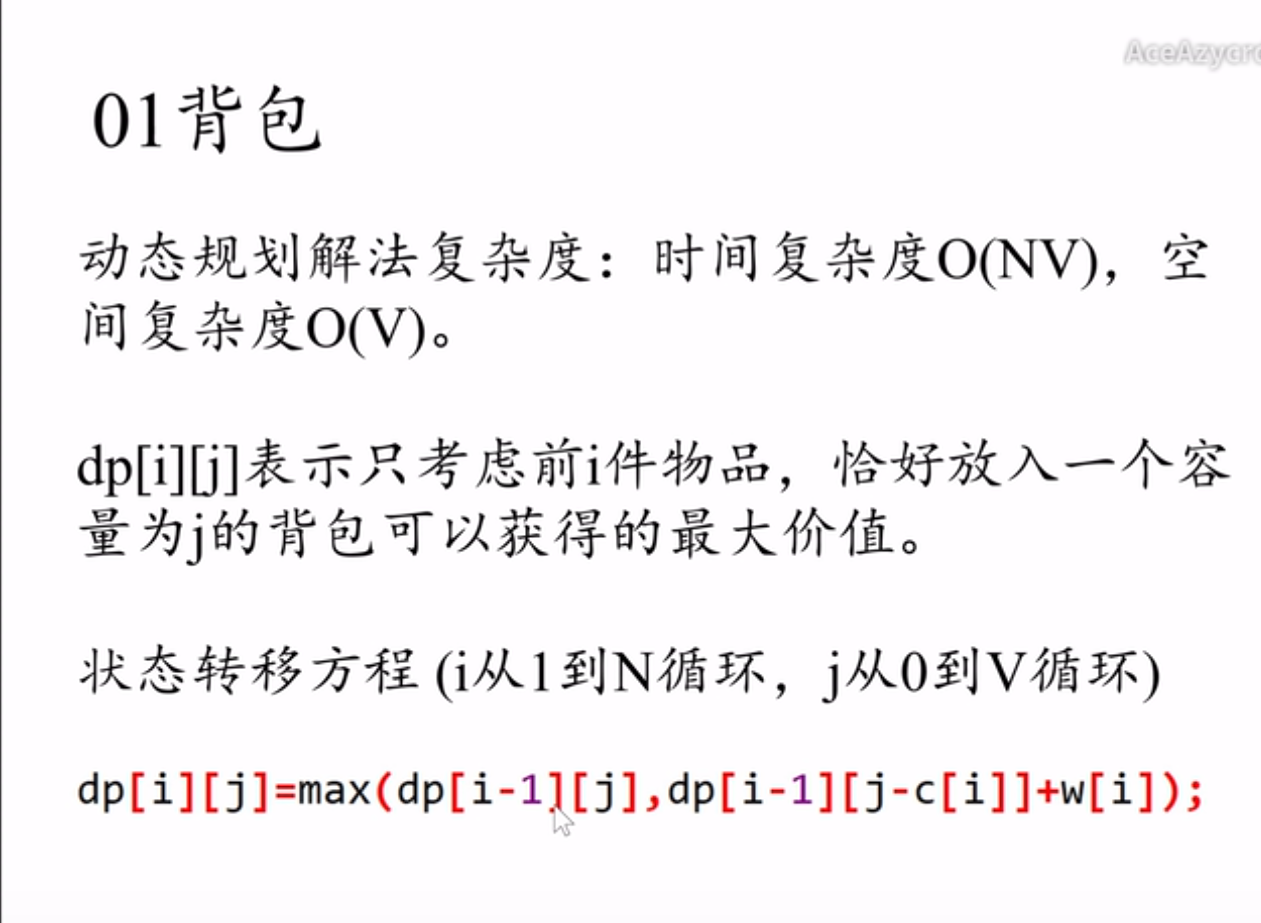 01背包
动态规划解法复杂度：时间复杂度O(NV)，空
间复杂度O(V)。
dp[i][j]表示只考虑前i件物品，恰好放入一个容
量为j的背包可以获得的最大价值。
状态转移方程 (i从1到N循环，j从0到V循环)
dp[i][j]=max(dp[i-1][j],dp[i-1][j-c[i]]+w[i]);